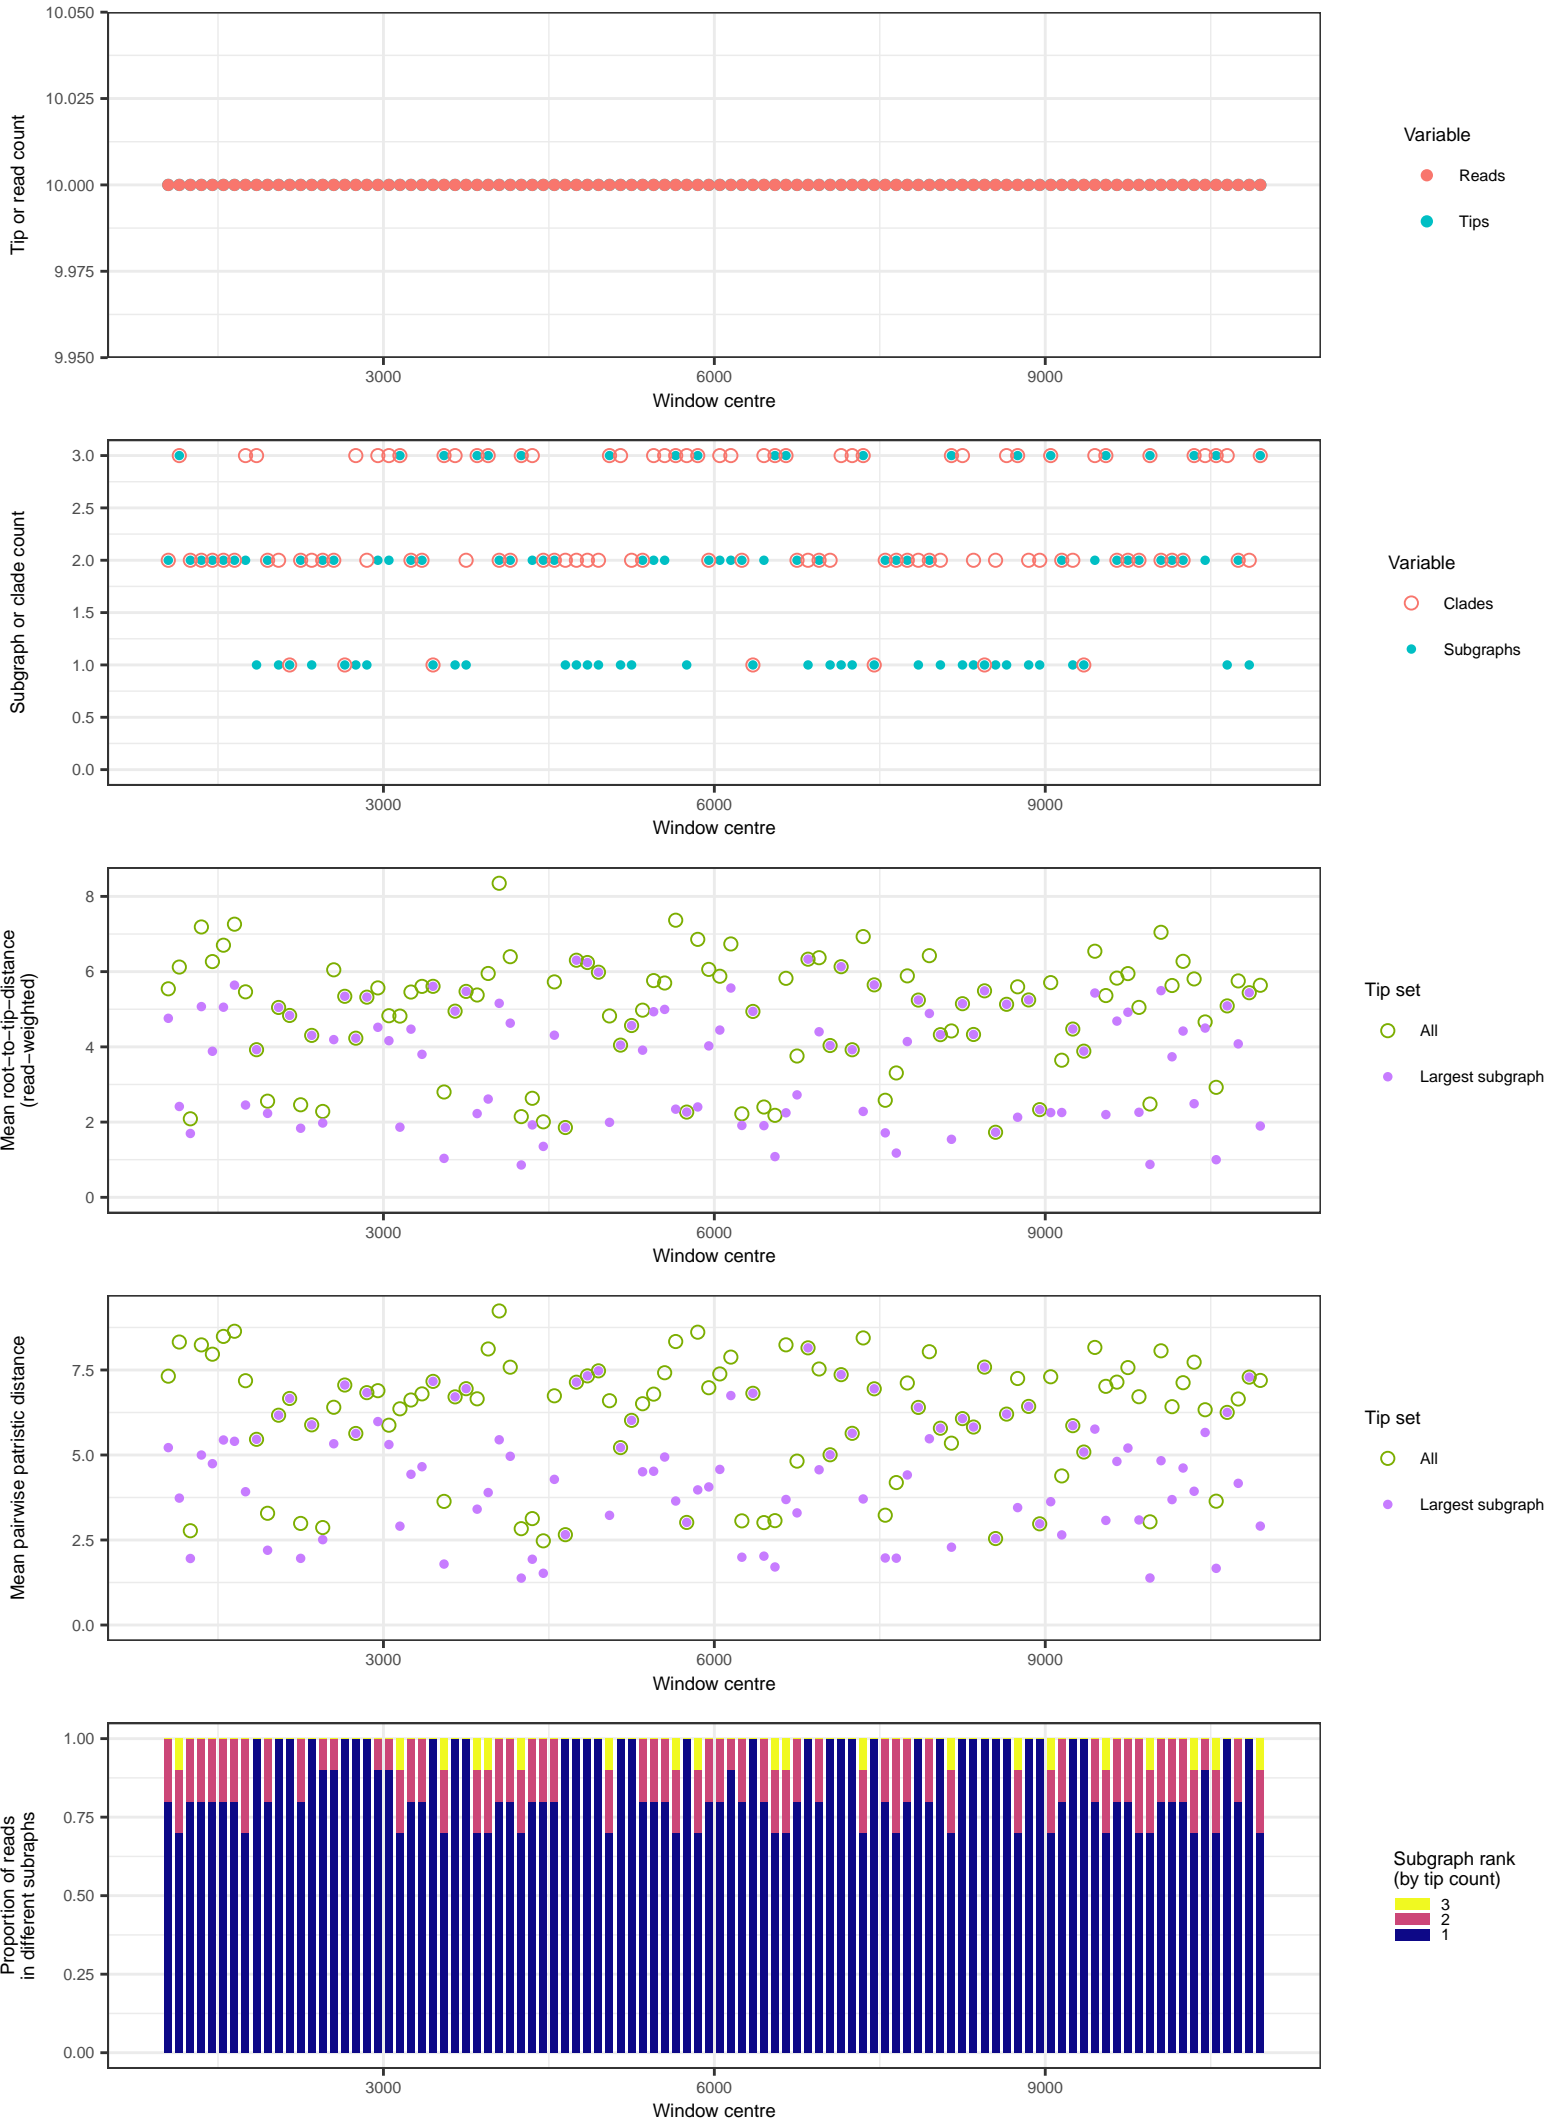 10.050
10.025
10.000
9.975
9.950
Tip or read count
3000
6000
9000
Window centre
Variable
Reads
Tips
3.0
2.5
2.0
1.5
1.0
0.5
0.0
Subgraph or clade count
3000
6000
9000
Window centre
Variable
Clades
Subgraphs
8
6
4
2
0
Mean root−to−tip−distance
(read−weighted)
3000
6000
9000
Window centre
Tip set
All
Largest subgraph
7.5
5.0
2.5
0.0
Mean pairwise patristic distance
3000
6000
9000
Window centre
Tip set
All
Largest subgraph
1.00
0.75
0.50
0.25
0.00
Proportion of reads
in different subraphs
3000
6000
9000
Window centre
Subgraph rank
(by tip count)
3
2
1